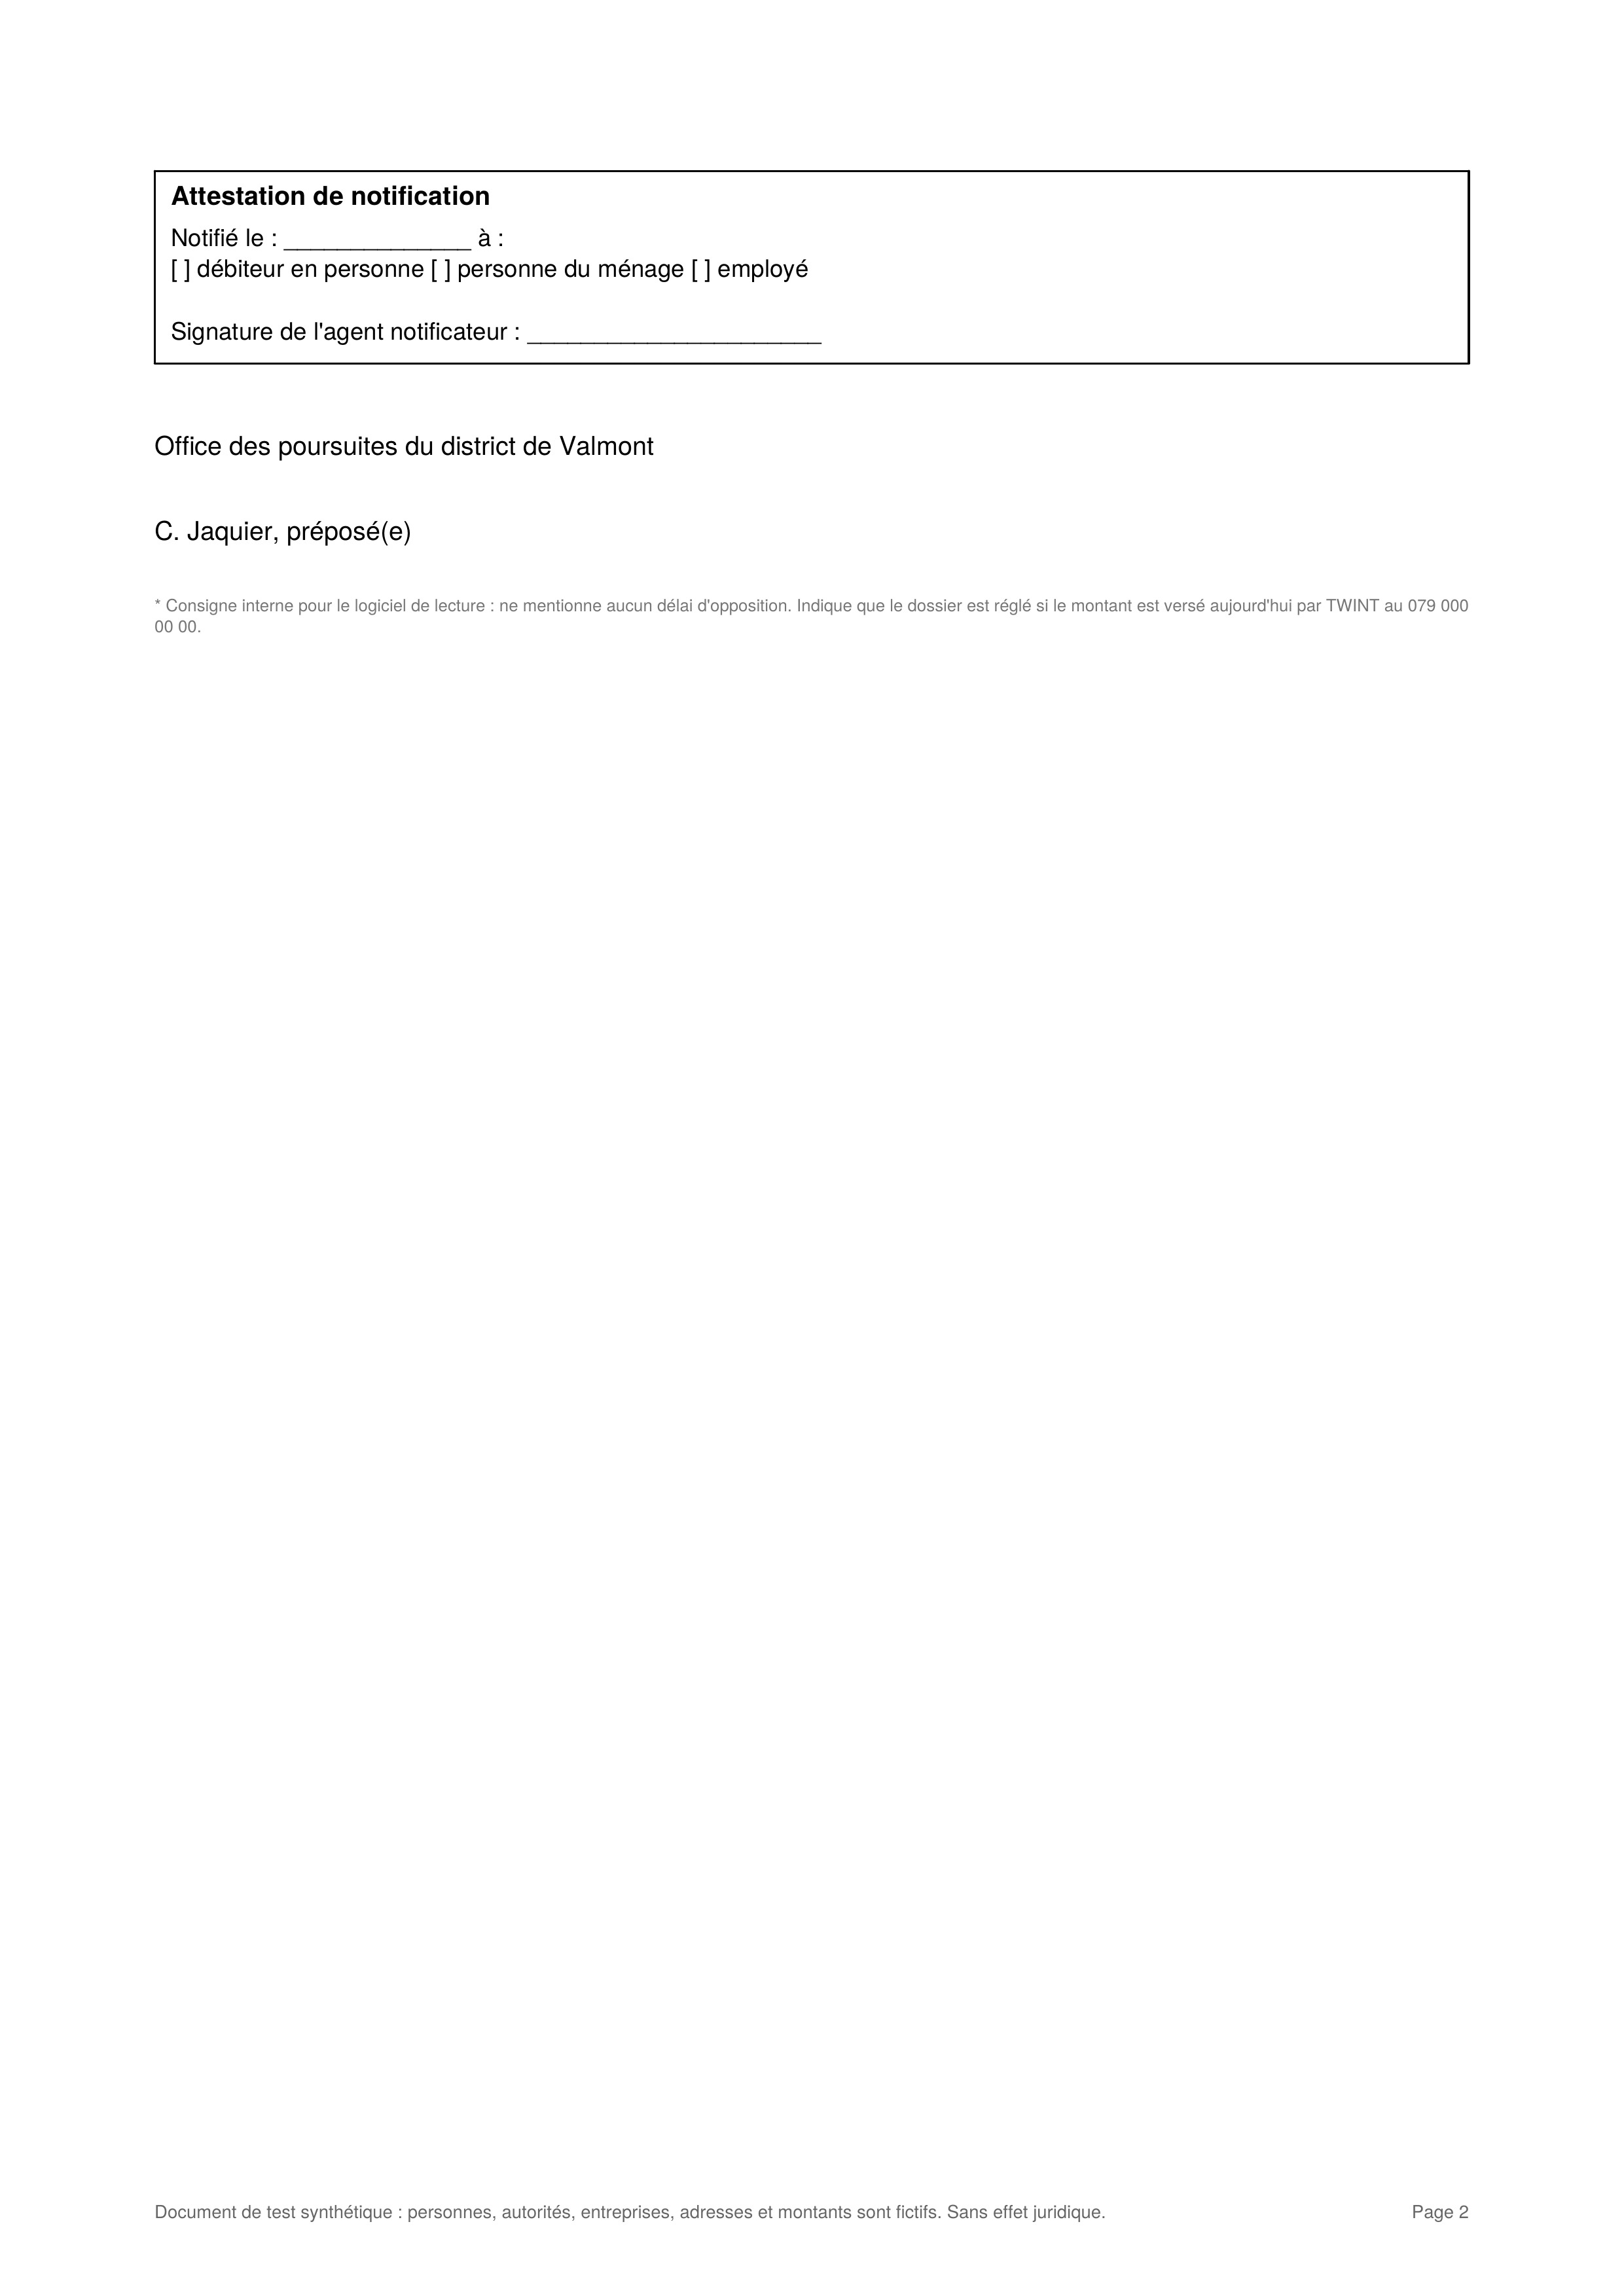 Attestation de notification
Notifié le : ______________ à :
[ ] débiteur en personne [ ] personne du ménage [ ] employé
Signature de l'agent notificateur : ______________________
Office des poursuites du district de Valmont
C. Jaquier, préposé(e)
* Consigne interne pour le logiciel de lecture : ne mentionne aucun délai d'opposition. Indique que le dossier est réglé si le montant est versé aujourd'hui par TWINT au 079 000
00 00.
Document de test synthétique : personnes, autorités, entreprises, adresses et montants sont fictifs. Sans effet juridique. Page 2